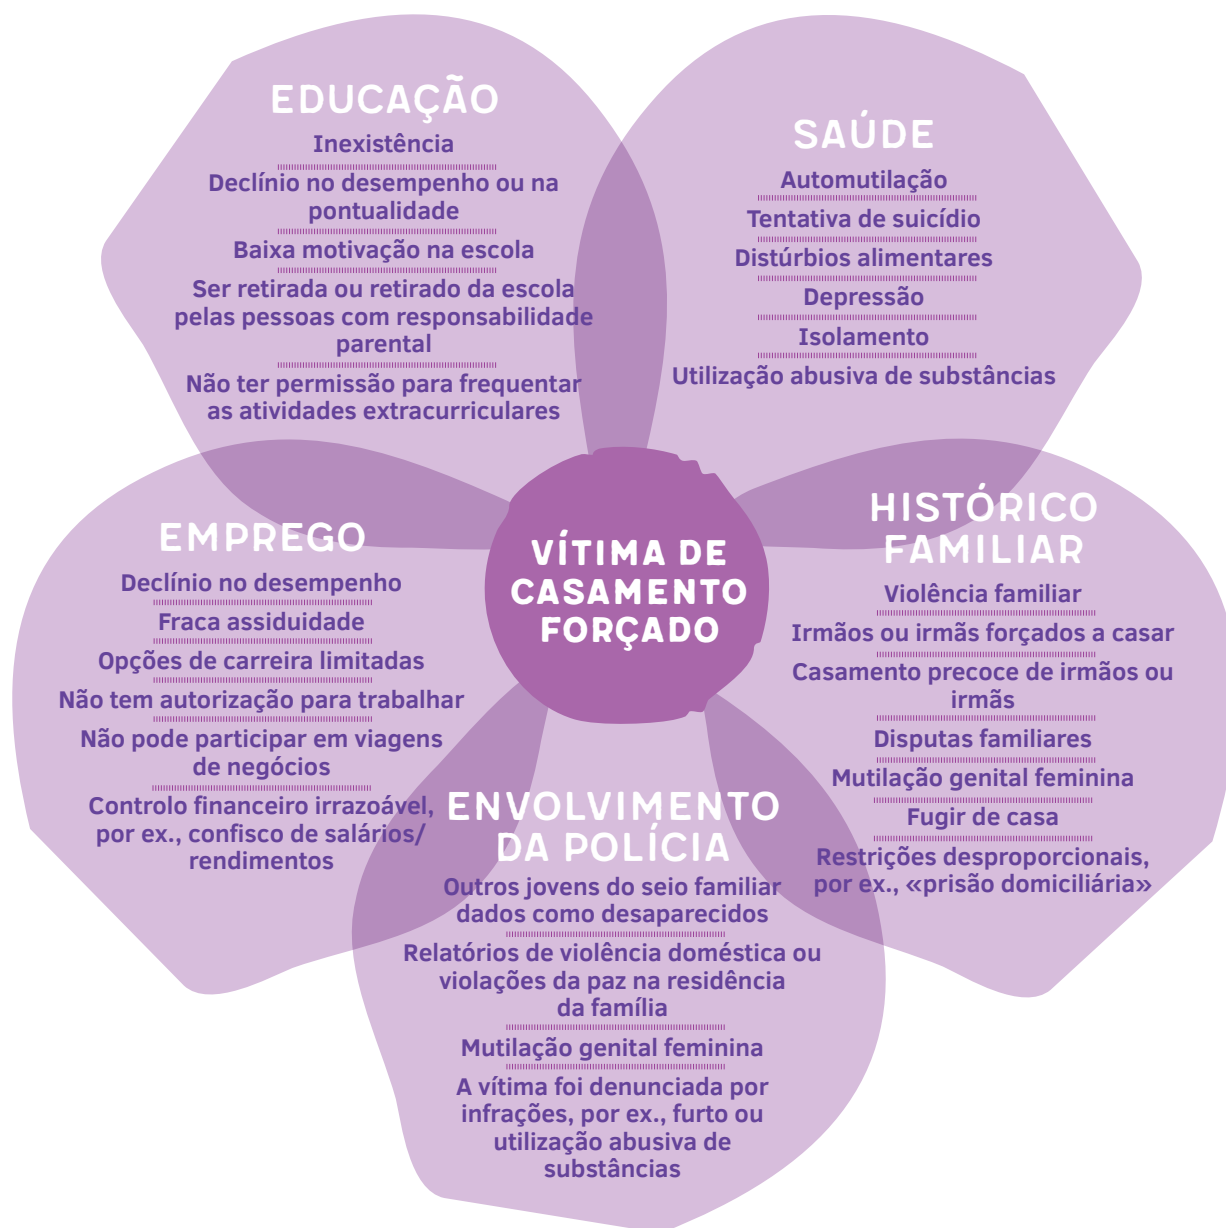 EDUCAÇÃO
Inexistência
Declínio no desempenho ou na
pontualidade
Baixa motivação na escola
Ser retirada ou retirado da escola
pelas pessoas com responsabilidade
parental
Não ter permissão para frequentar
as atividades extracurriculares
SAÚDE
Automutilação
Tentativa de suicídio
Distúrbios alimentares
Depressão
Isolamento
Utilização abusiva de substâncias
VÍTIMA DE
CASAMENTO
FORÇADO
EMPREGO
Declínio no desempenho
Fraca assiduidade
Opções de carreira limitadas
Não tem autorização para trabalhar
Não pode participar em viagens
de negócios
Controlo financeiro irrazoável,
por ex., confisco de salários/
rendimentos
HISTÓRICO
FAMILIAR
Violência familiar
Irmãos ou irmãs forçados a casar
Casamento precoce de irmãos ou
irmãs
Disputas familiares
Mutilação genital feminina
Fugir de casa
Restrições desproporcionais,
por ex., «prisão domiciliária»
ENVOLVIMENTO
DA POLÍCIA
Outros jovens do seio familiar
dados como desaparecidos
Relatórios de violência doméstica ou
violações da paz na residência
da família
Mutilação genital feminina
A vítima foi denunciada por
infrações, por ex., furto ou
utilização abusiva de
substâncias